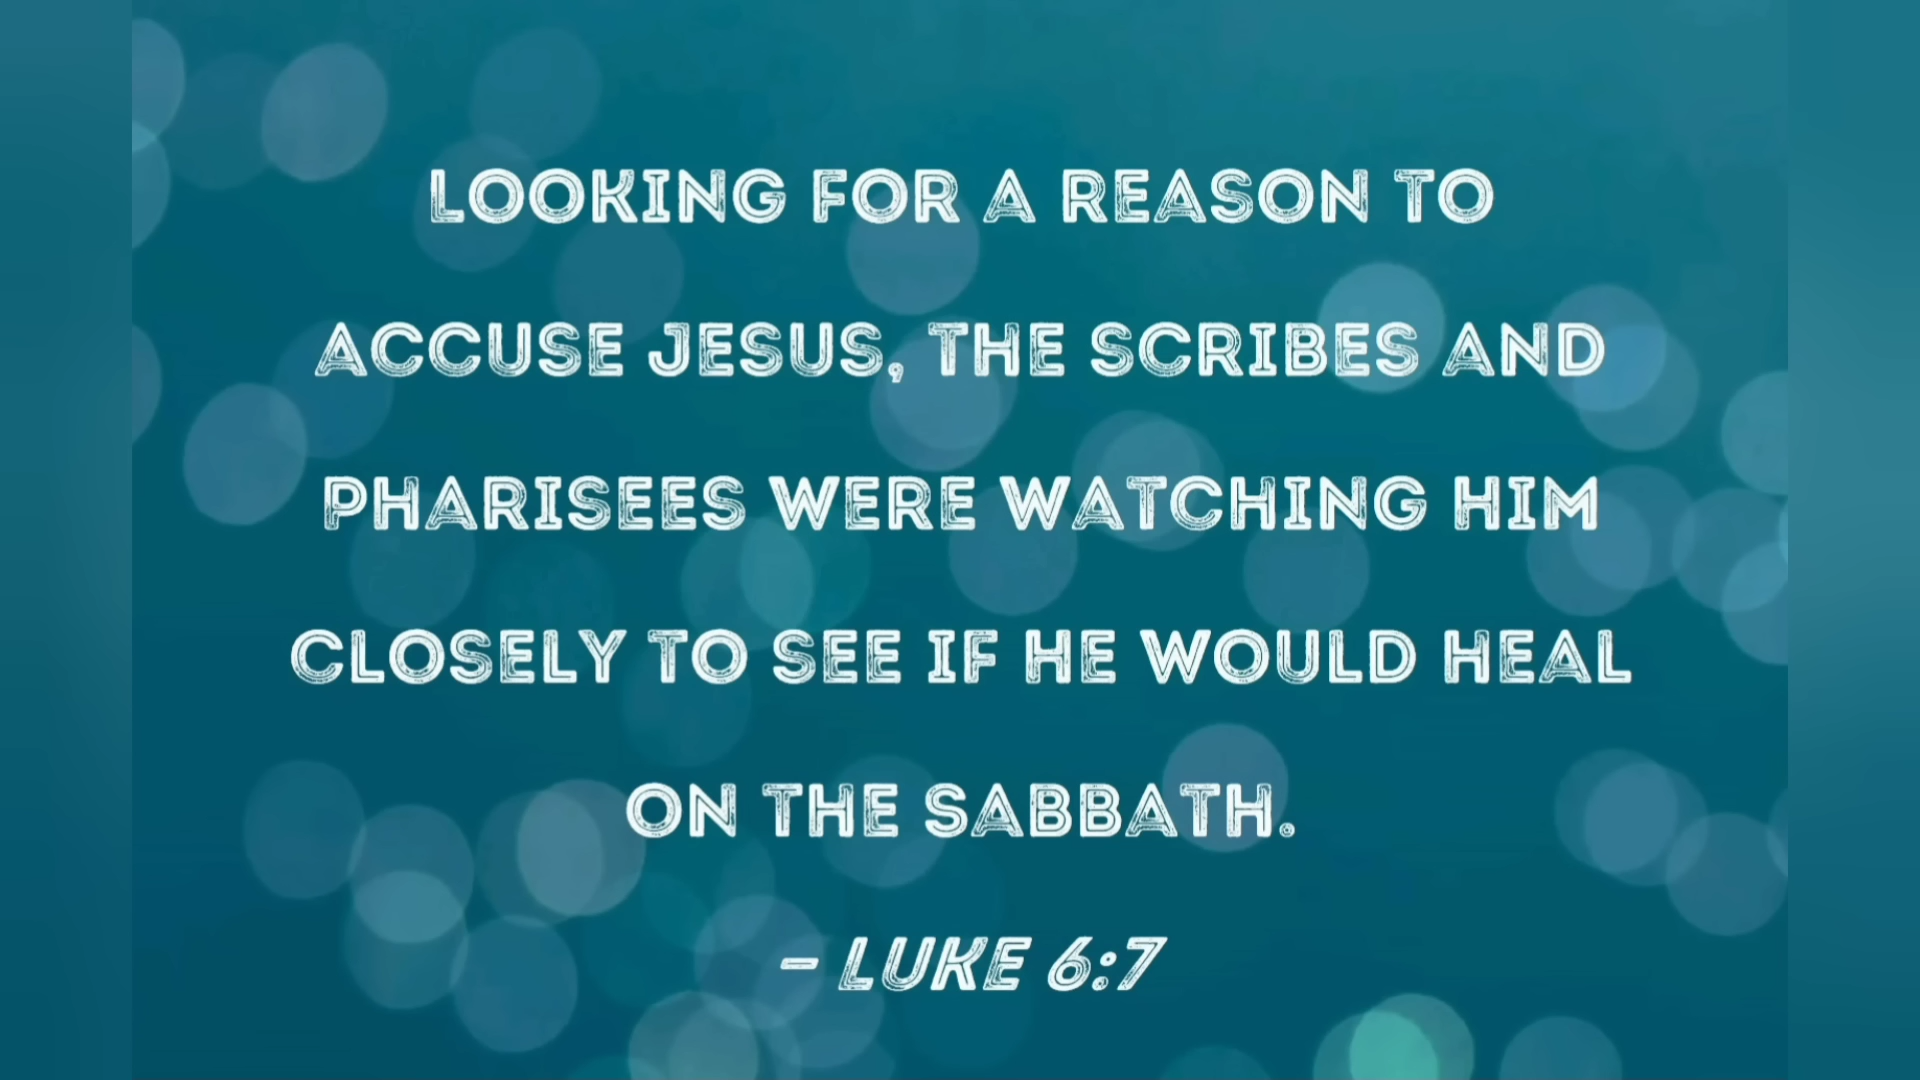 LOOKING FOR A REASON TO
ACCUSE JESUS, THE SCRIBES AND
PHARISEES WERE WATCHING HIM
CLOSELY TO SEE IF HE WOULD HEAL
ON THE SABBATH.
– LUKE 6:7